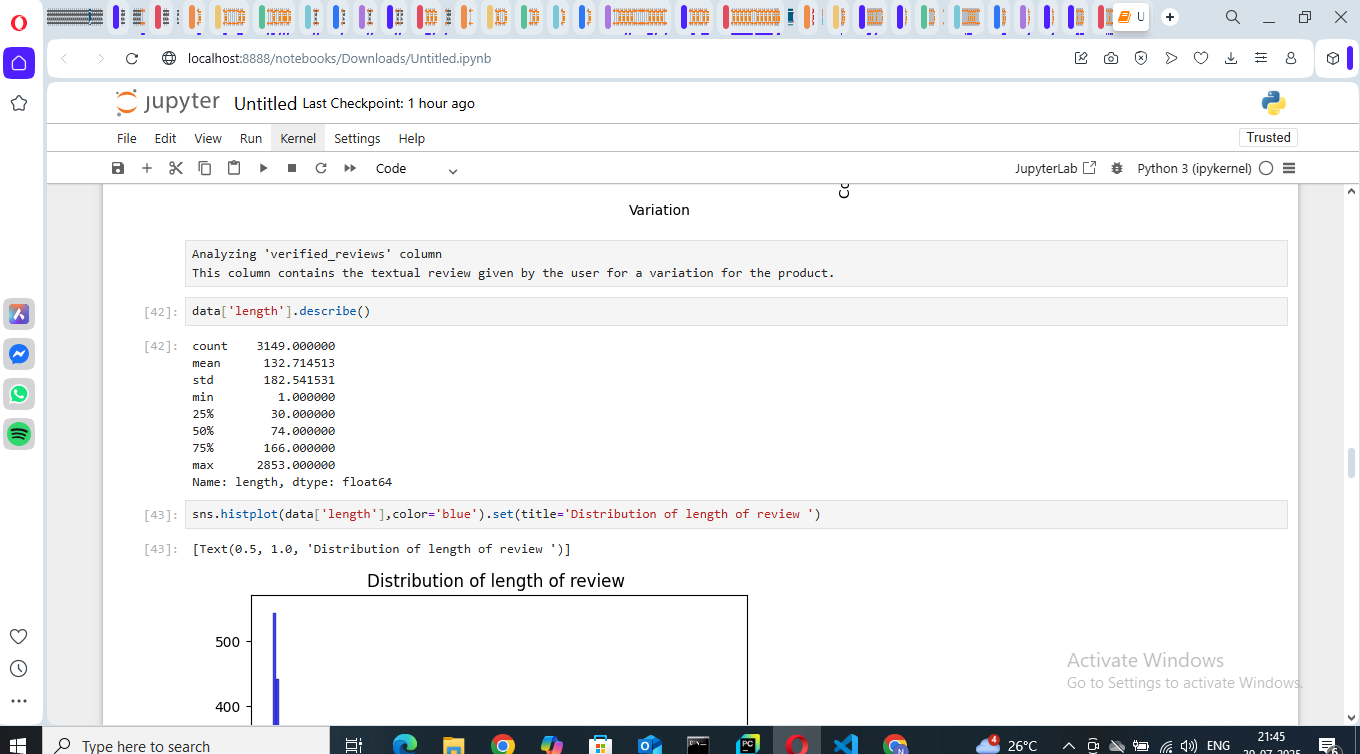 U
localhost:8888/notebooks/Downloads/Untitled.ipynb
jupyter Untitled Last Checkpoint: 1 hour ago
File Edit View Run Kernel Settings Help
Trusted
Code
JupyterLab
Python 3 (ipykernel)
Variation
Analyzing 'verified_reviews' column
This column contains the textual review given by the user for a variation for the product.
[42]: data['length'].describe()
[42]: count 3149.000000
mean 132.714513
std 182.541531
min 1.000000
25% 30.000000
50% 74.000000
75% 166.000000
max 2853.000000
Name: length, dtype: float64
[43]: sns.histplot(data['length'],color='blue').set(title='Distribution of length of review ')
[43]: [Text(0.5, 1.0, 'Distribution of length of review ')]
Distribution of length of review
500
400
Activate Windows
Go to Settings to activate Windows.
Type here to search
PC
N
4
26°C
ENG
21:45
6